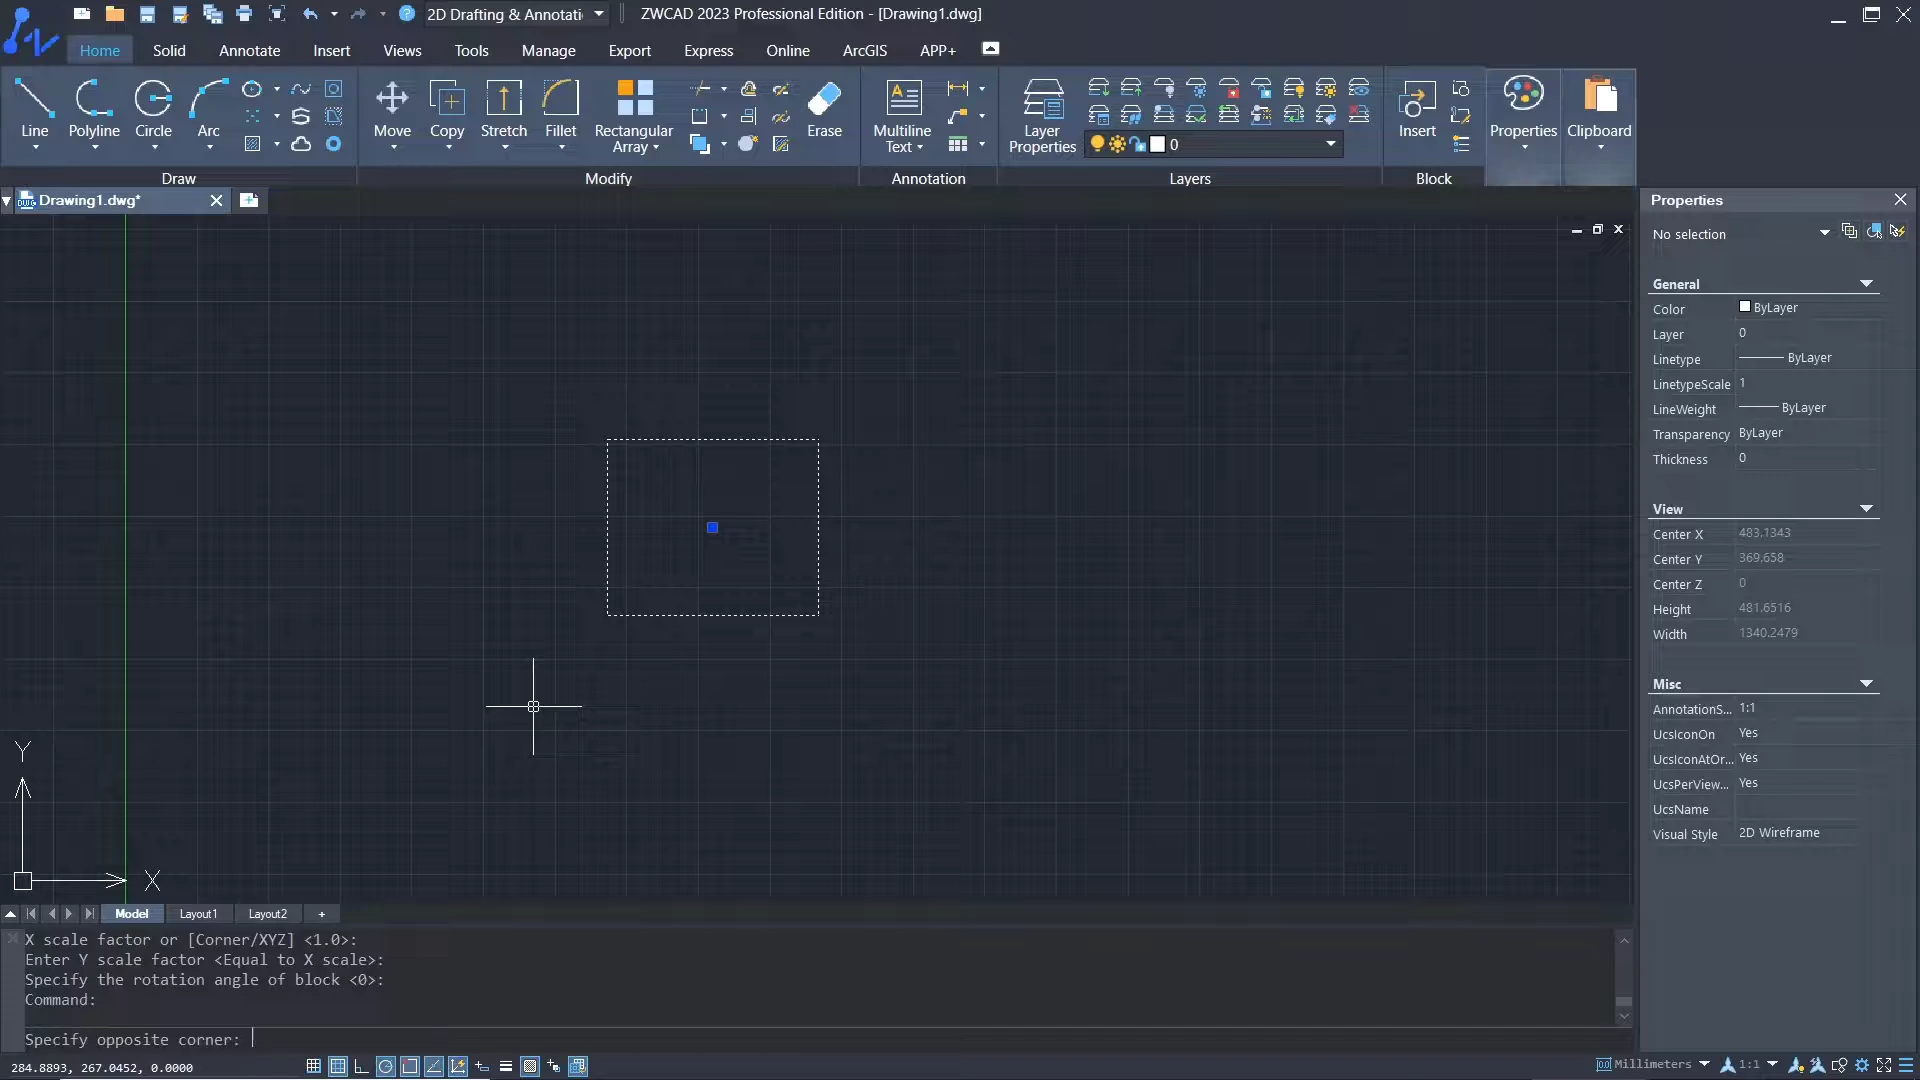 2D Drafting & Annotati
ZWCAD 2023 Professional Edition - [Drawing1.dwg]
Home Solid Annotate Insert Views Tools Manage Export Express Online ArcGIS APP+
Line Polyline Circle Arc
Move Copy Stretch Fillet Rectangular Array Erase
Multiline Text
Layer Properties
0
Insert
Properties
Clipboard
Draw Modify Annotation Layers Block
Drawing1.dwg*
Properties
No selection
General
Color ByLayer
Layer 0
Linetype ByLayer
LinetypeScale 1
LineWeight ByLayer
Transparency ByLayer
Thickness 0
View
Center X 483.1343
Center Y 369.658
Center Z 0
Height 481.6516
Width 1340.2479
Misc
AnnotationS... 1:1
UcsIconOn Yes
UcsIconAtOr... Yes
UcsPerView... Yes
UcsName
Visual Style 2D Wireframe
Y
X
Model Layout1 Layout2 +
X scale factor or [Corner/XYZ] <1.0>:
Enter Y scale factor <Equal to X scale>:
Specify the rotation angle of block <0>:
Command:
Specify opposite corner:
284.8893, 267.0452, 0.0000
Millimeters 1:1